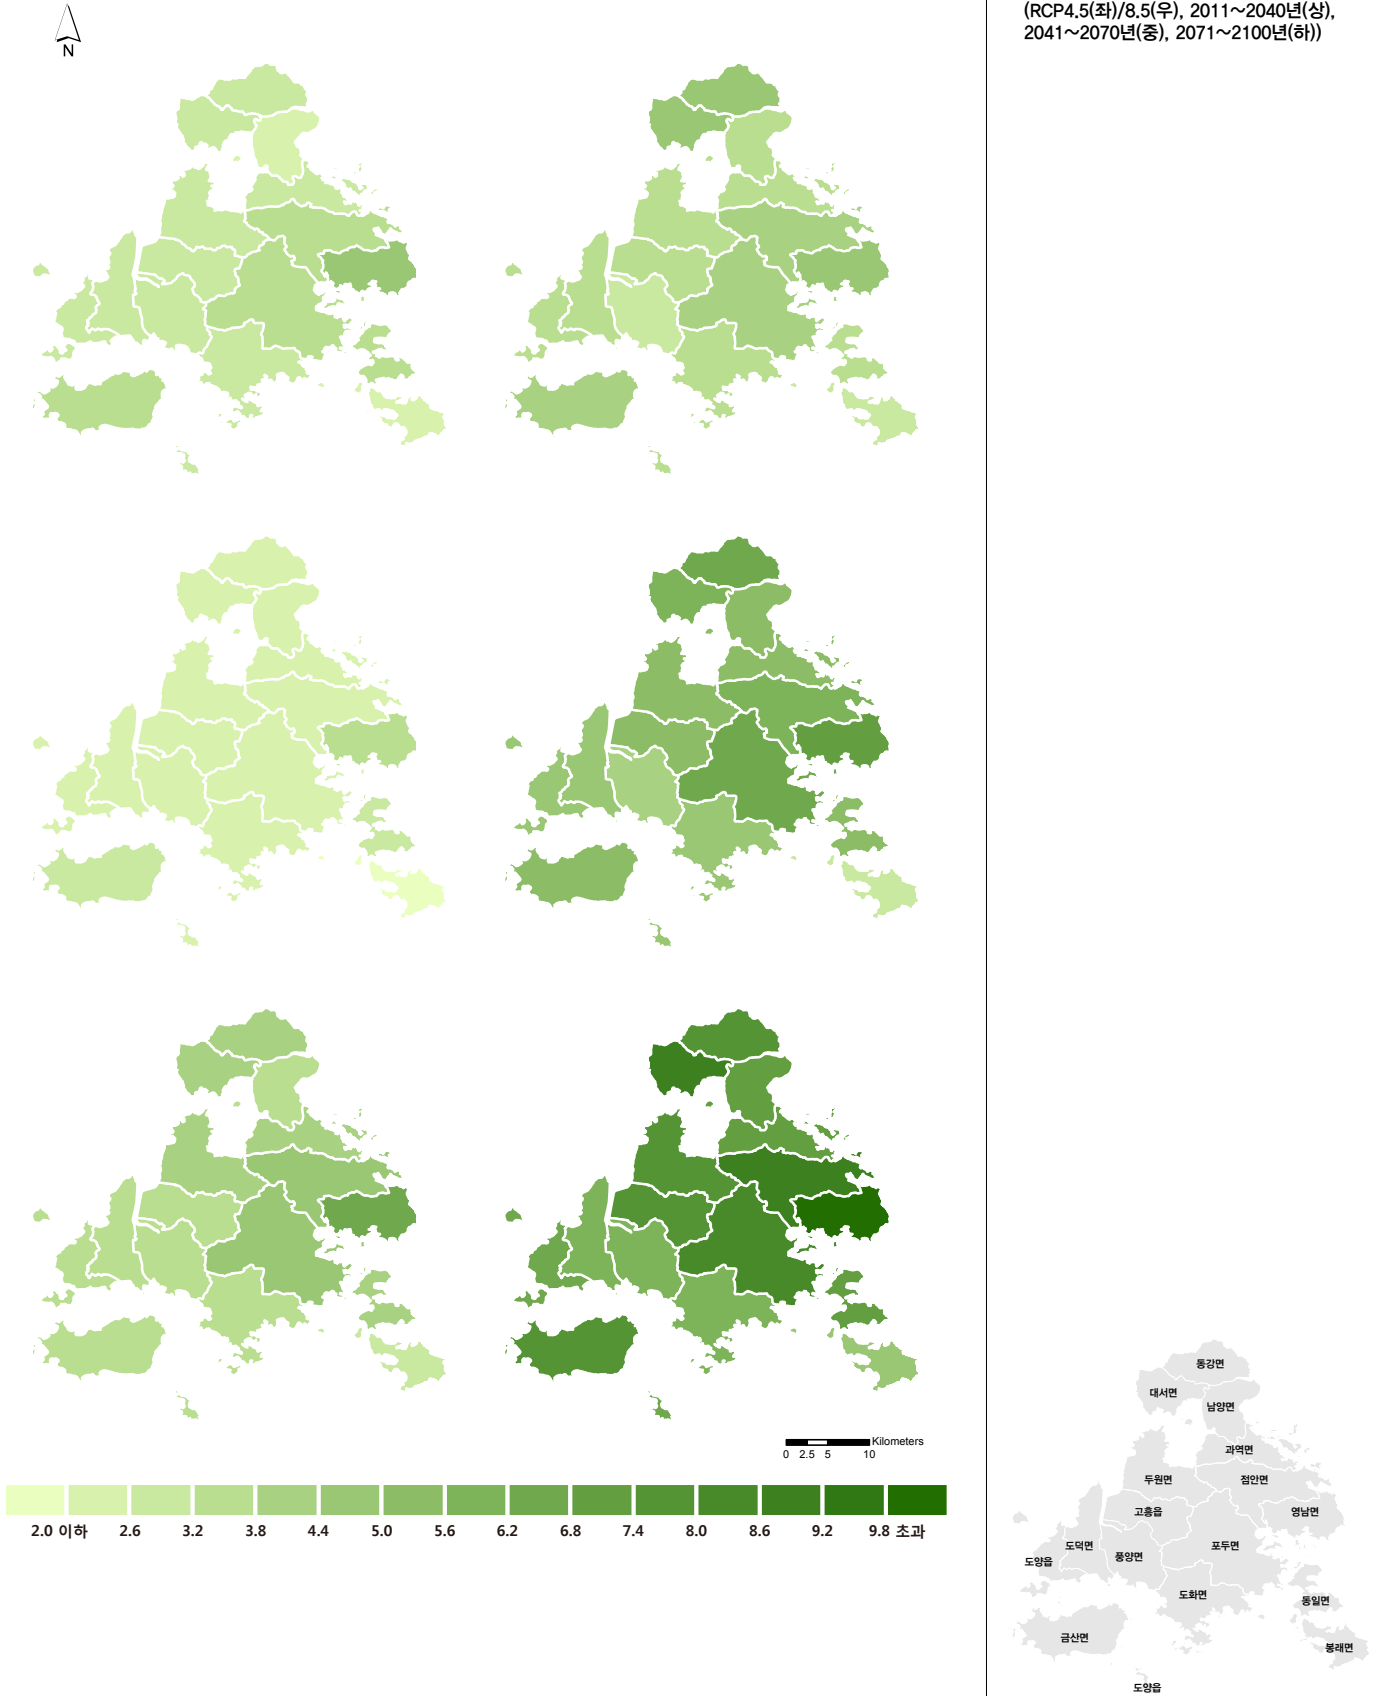 (RCP4.5(좌)/8.5(우), 2011~2040년(상),
2041~2070년(중), 2071~2100년(하))
N
Kilometers
0 2.5 5 10
2.0 이하 2.6 3.2 3.8 4.4 5.0 5.6 6.2 6.8 7.4 8.0 8.6 9.2 9.8 초과
동강면
대서면
남양면
과역면
두원면
점안면
고흥읍
영남면
도덕면
포두면
풍양면
도양읍
도화면
동일면
금산면
봉래면
도양읍